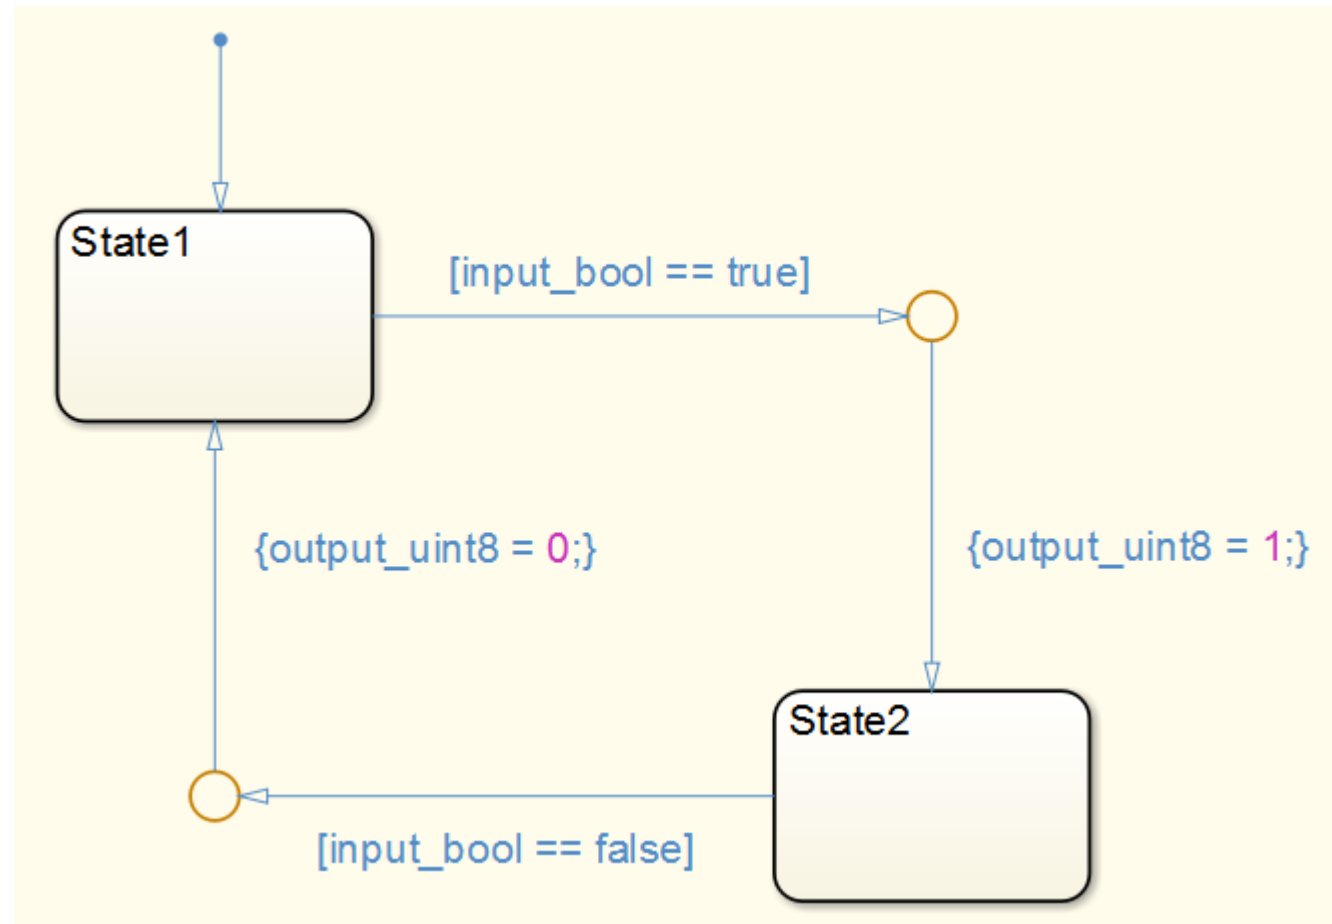 State1
[input_bool == true]
{output_uint8 = 0;}
{output_uint8 = 1;}
State2
[input_bool == false]